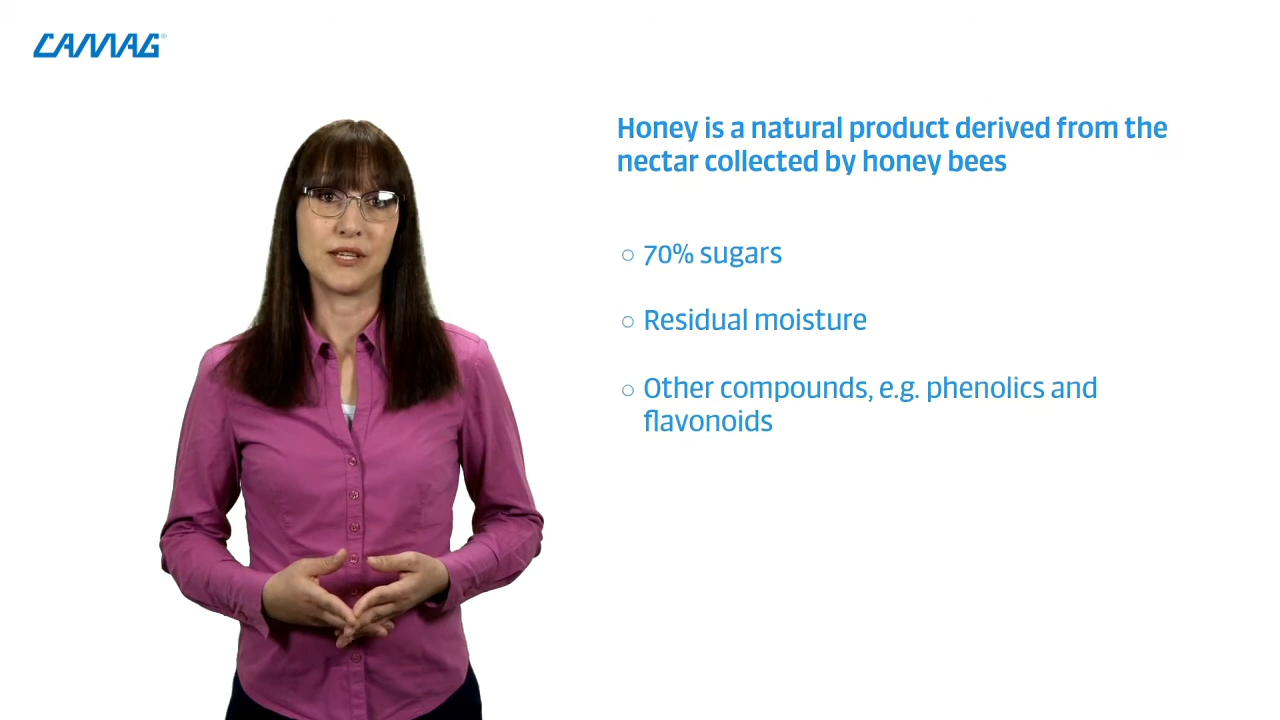 CAMAG®
Honey is a natural product derived from the
nectar collected by honey bees
○ 70% sugars
○ Residual moisture
○ Other compounds, e.g. phenolics and
flavonoids